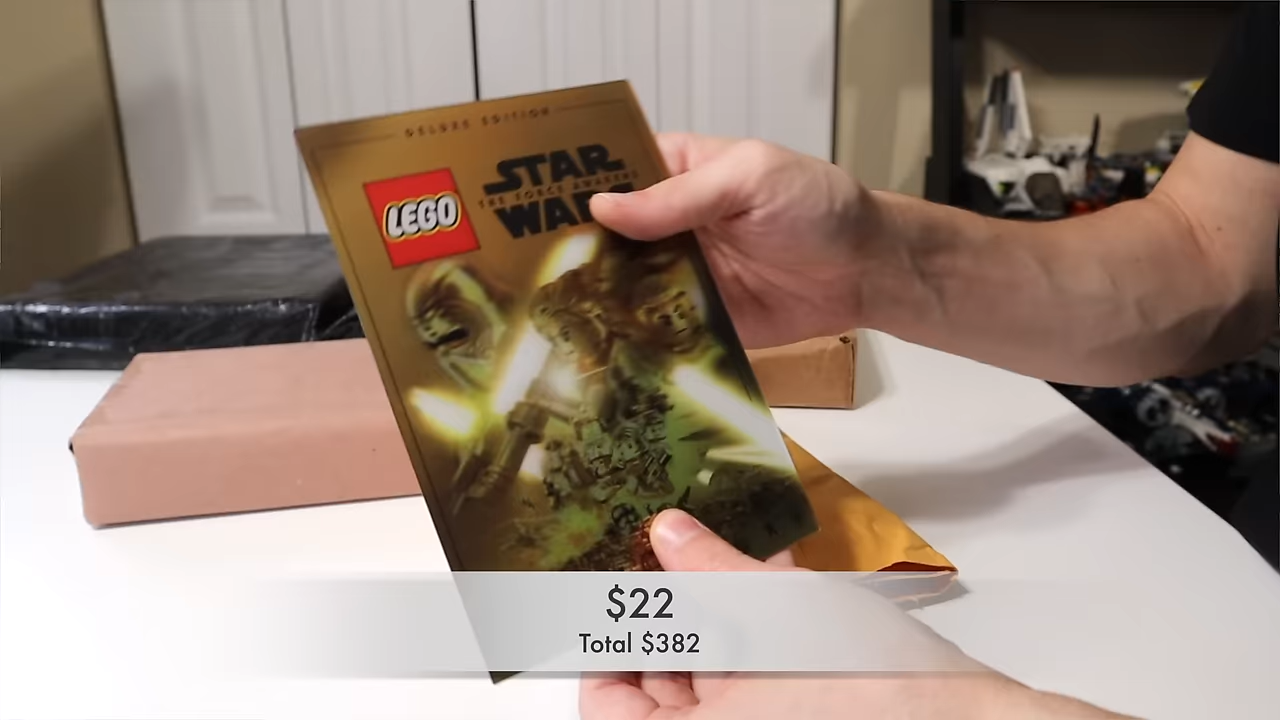 DELUXE EDITION
LEGO
STAR
THE FORCE AWAKENS
WARS
$22
Total $382